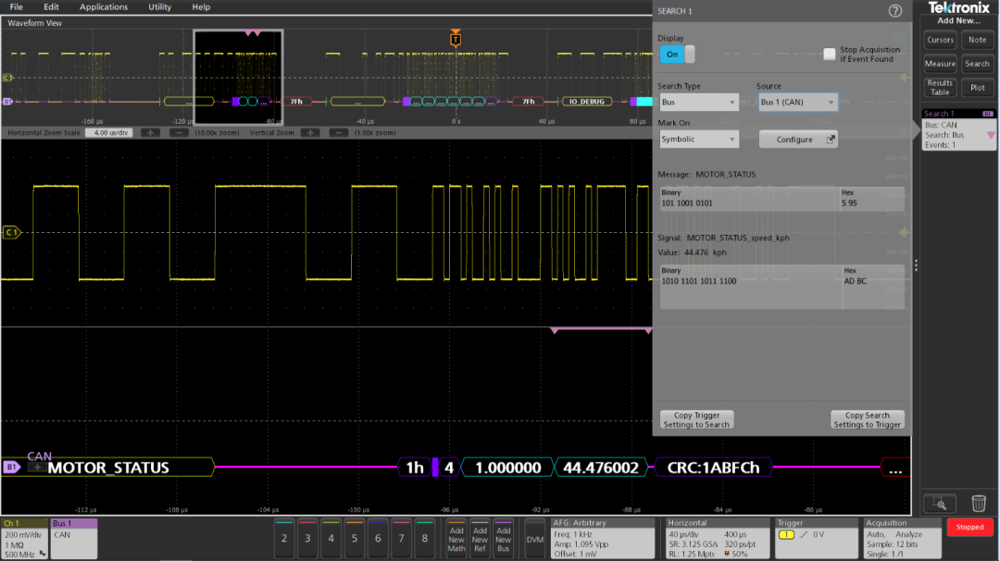 File Edit Applications Utility Help
Waveform View
T
C1
B1
7Fh
...
7Fh
IO_DEBUG
-160 µs
-120 µs
-80 µs
-40 µs
0 s
40 µs
80 µs
Horizontal Zoom Scale 4.00 us/div + − (10.00x zoom) Vertical Zoom + − (1.00x zoom)
C1
CAN
B1
+
MOTOR_STATUS
1h
4
1.000000
44.476002
CRC:1ABFCh
...
-112 µs
-108 µs
-104 µs
-100 µs
-96 µs
-92 µs
-88 µs
-84 µs
-80 µs
SEARCH 1
?
Display
On
Stop Acquisition
if Event Found
Search Type
Source
Bus
Bus 1 (CAN)
Mark On
Symbolic
Configure
Message: MOTOR_STATUS
Binary
Hex
101 1001 0101
5 95
Signal: MOTOR_STATUS_speed_kph
Value: 44.476 kph
Binary
Hex
1010 1101 1011 1100
AD BC
Copy Trigger
Settings to Search
Copy Search
Settings to Trigger
Tektronix
Add New...
Cursors
Note
Measure
Search
Results
Table
Plot
Search 1
B1
Bus: CAN
Search: Bus
Events: 1
Ch 1
200 mV/div
1 MΩ
500 MHz
Bus 1
CAN
2
3
4
5
6
7
8
Add
New
Math
Add
New
Ref
Add
New
Bus
DVM
AFG: Arbitrary
Freq: 1 kHz
Amp: 1.095 Vpp
Offset: 1 mV
Horizontal
40 µs/div 400 µs
SR: 3.125 GS/s 320 ps/pt
RL: 1.25 Mpts 50%
Trigger
1 0 V
Acquisition
Auto, Analyze
Sample: 12 bits
Single: 1 /1
Stopped